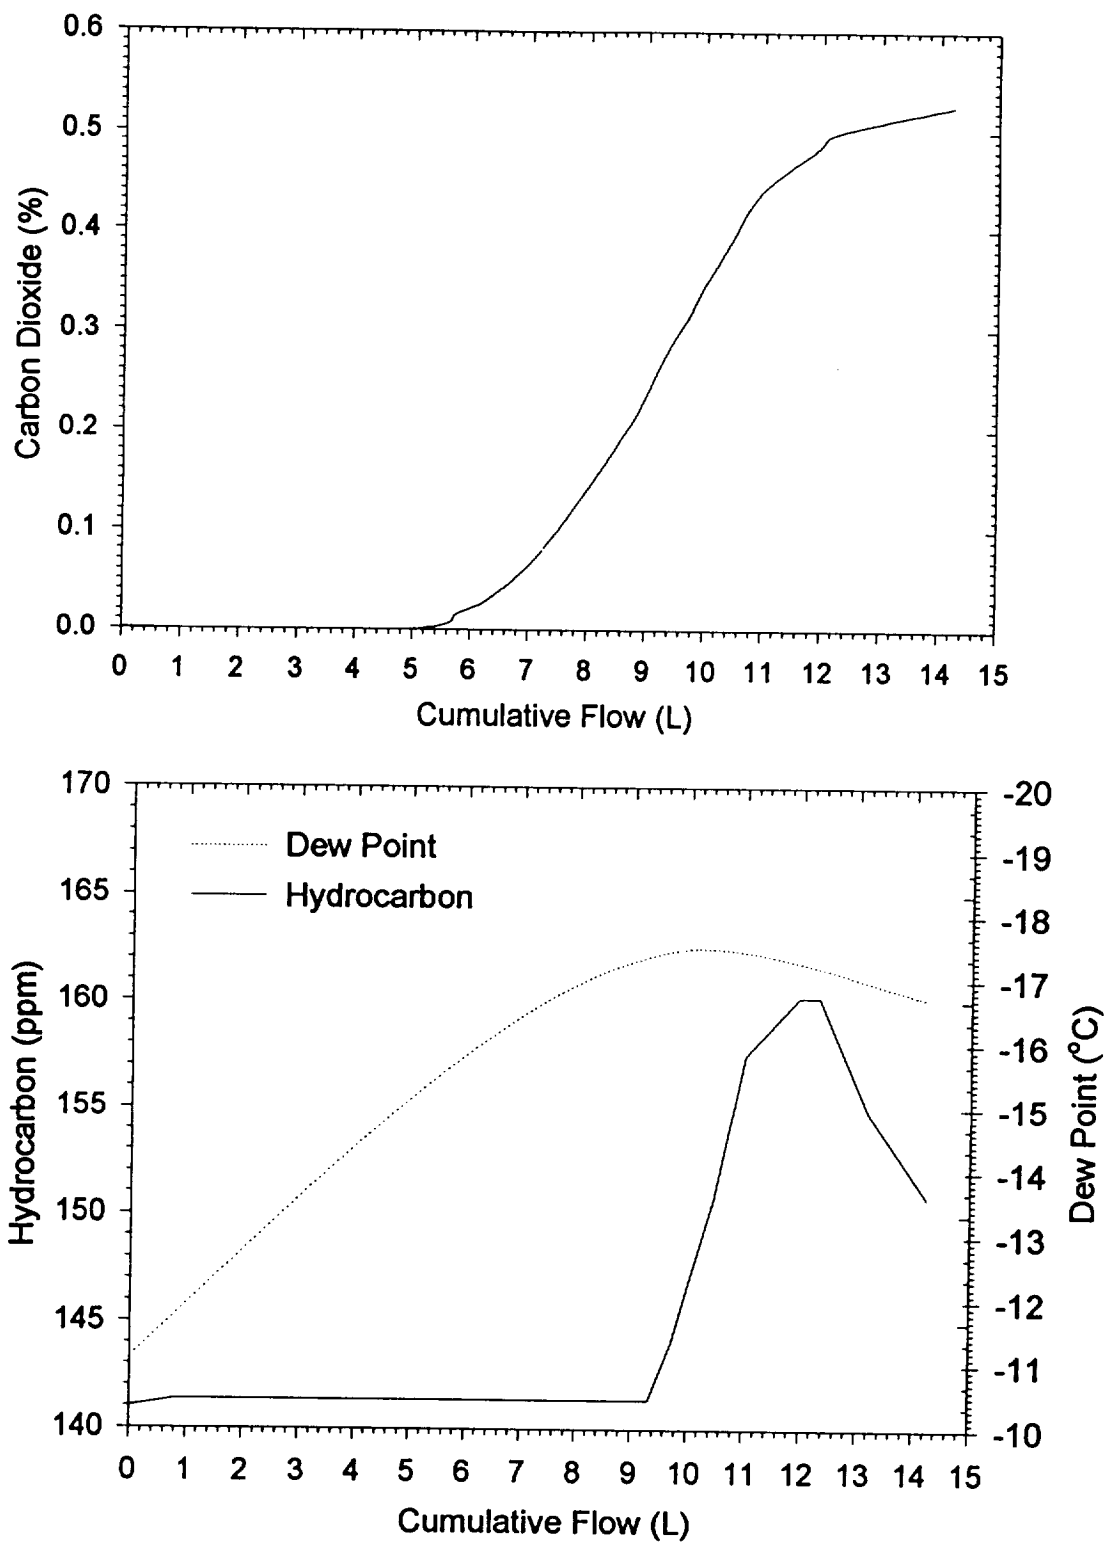 0.6
0.5
0.4
0.3
0.2
0.1
0.0
Carbon Dioxide (%)
0 1 2 3 4 5 6 7 8 9 10 11 12 13 14 15
Cumulative Flow (L)
170
165
160
155
150
145
140
Hydrocarbon (ppm)
Dew Point
Hydrocarbon
-20
-19
-18
-17
-16
-15
-14
-13
-12
-11
-10
Dew Point (°C)
0 1 2 3 4 5 6 7 8 9 10 11 12 13 14 15
Cumulative Flow (L)